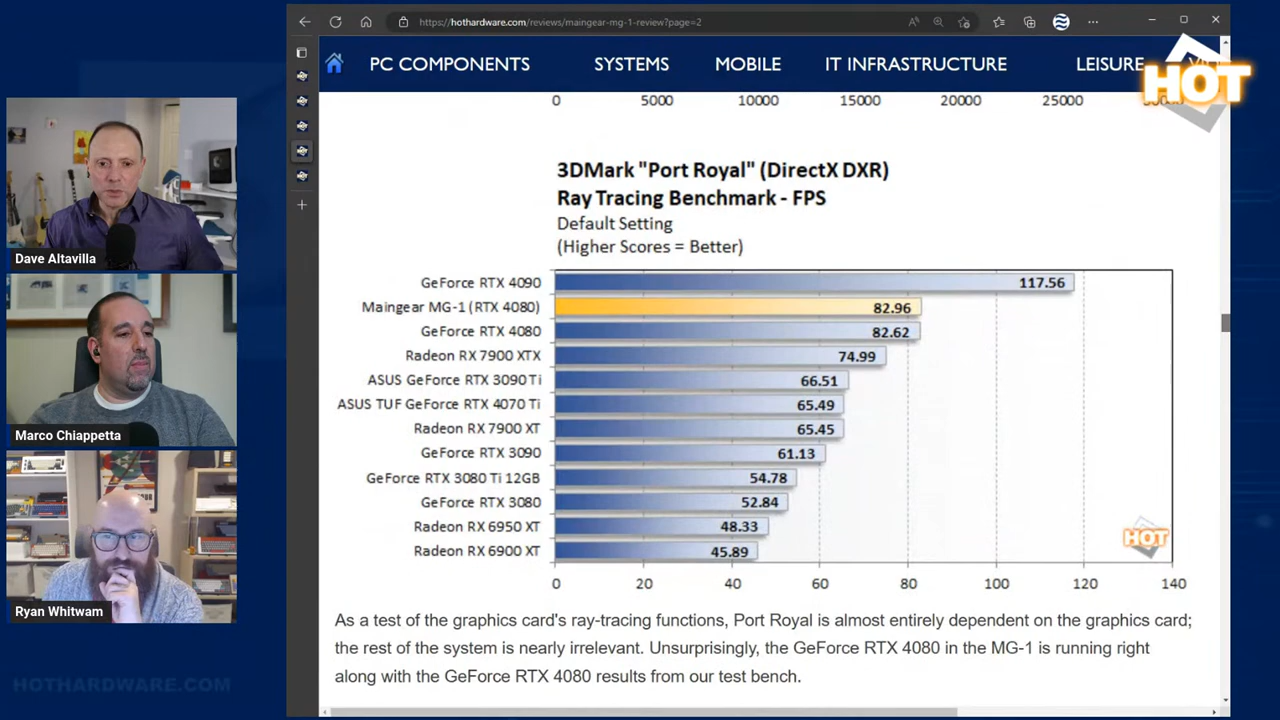 https://hothardware.com/reviews/maingear-mg-1-review?page=2
PC COMPONENTS SYSTEMS MOBILE IT INFRASTRUCTURE LEISURE
HOT
0 5000 10000 15000 20000 25000
3DMark "Port Royal" (DirectX DXR)
Ray Tracing Benchmark - FPS
Default Setting
(Higher Scores = Better)
GeForce RTX 4090 117.56
Maingear MG-1 (RTX 4080) 82.96
GeForce RTX 4080 82.62
Radeon RX 7900 XTX 74.99
ASUS GeForce RTX 3090 Ti 66.51
ASUS TUF GeForce RTX 4070 Ti 65.49
Radeon RX 7900 XT 65.45
GeForce RTX 3090 61.13
GeForce RTX 3080 Ti 12GB 54.78
GeForce RTX 3080 52.84
Radeon RX 6950 XT 48.33
Radeon RX 6900 XT 45.89
HOT
0 20 40 60 80 100 120 140
As a test of the graphics card's ray-tracing functions, Port Royal is almost entirely dependent on the graphics card;
the rest of the system is nearly irrelevant. Unsurprisingly, the GeForce RTX 4080 in the MG-1 is running right
along with the GeForce RTX 4080 results from our test bench.
Dave Altavilla
Marco Chiappetta
Ryan Whitwam
HOTHARDWARE.COM